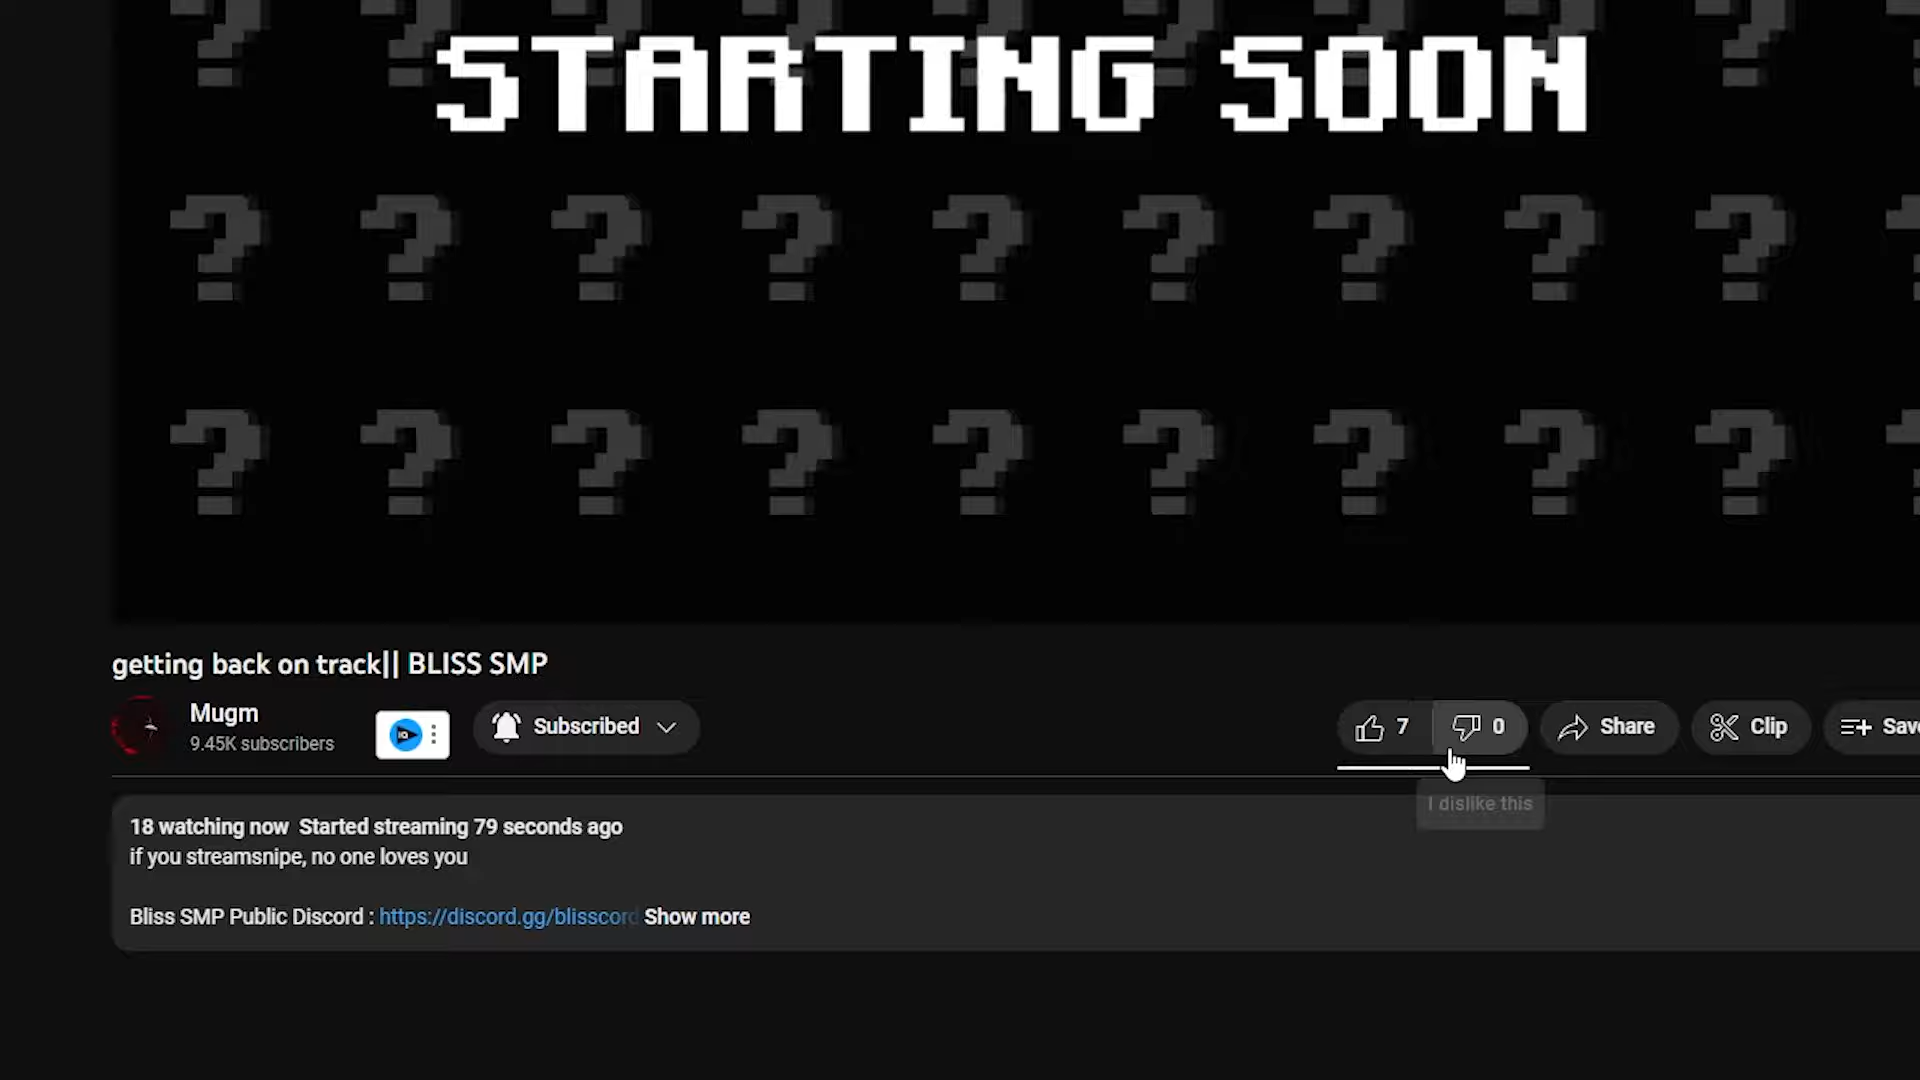 STARTING SOON
getting back on track|| BLISS SMP
Mugm
9.45K subscribers
Subscribed
7
0
Share
Clip
Save
I dislike this
18 watching now Started streaming 79 seconds ago
if you streamsnipe, no one loves you
Bliss SMP Public Discord : https://discord.gg/blisscord Show more